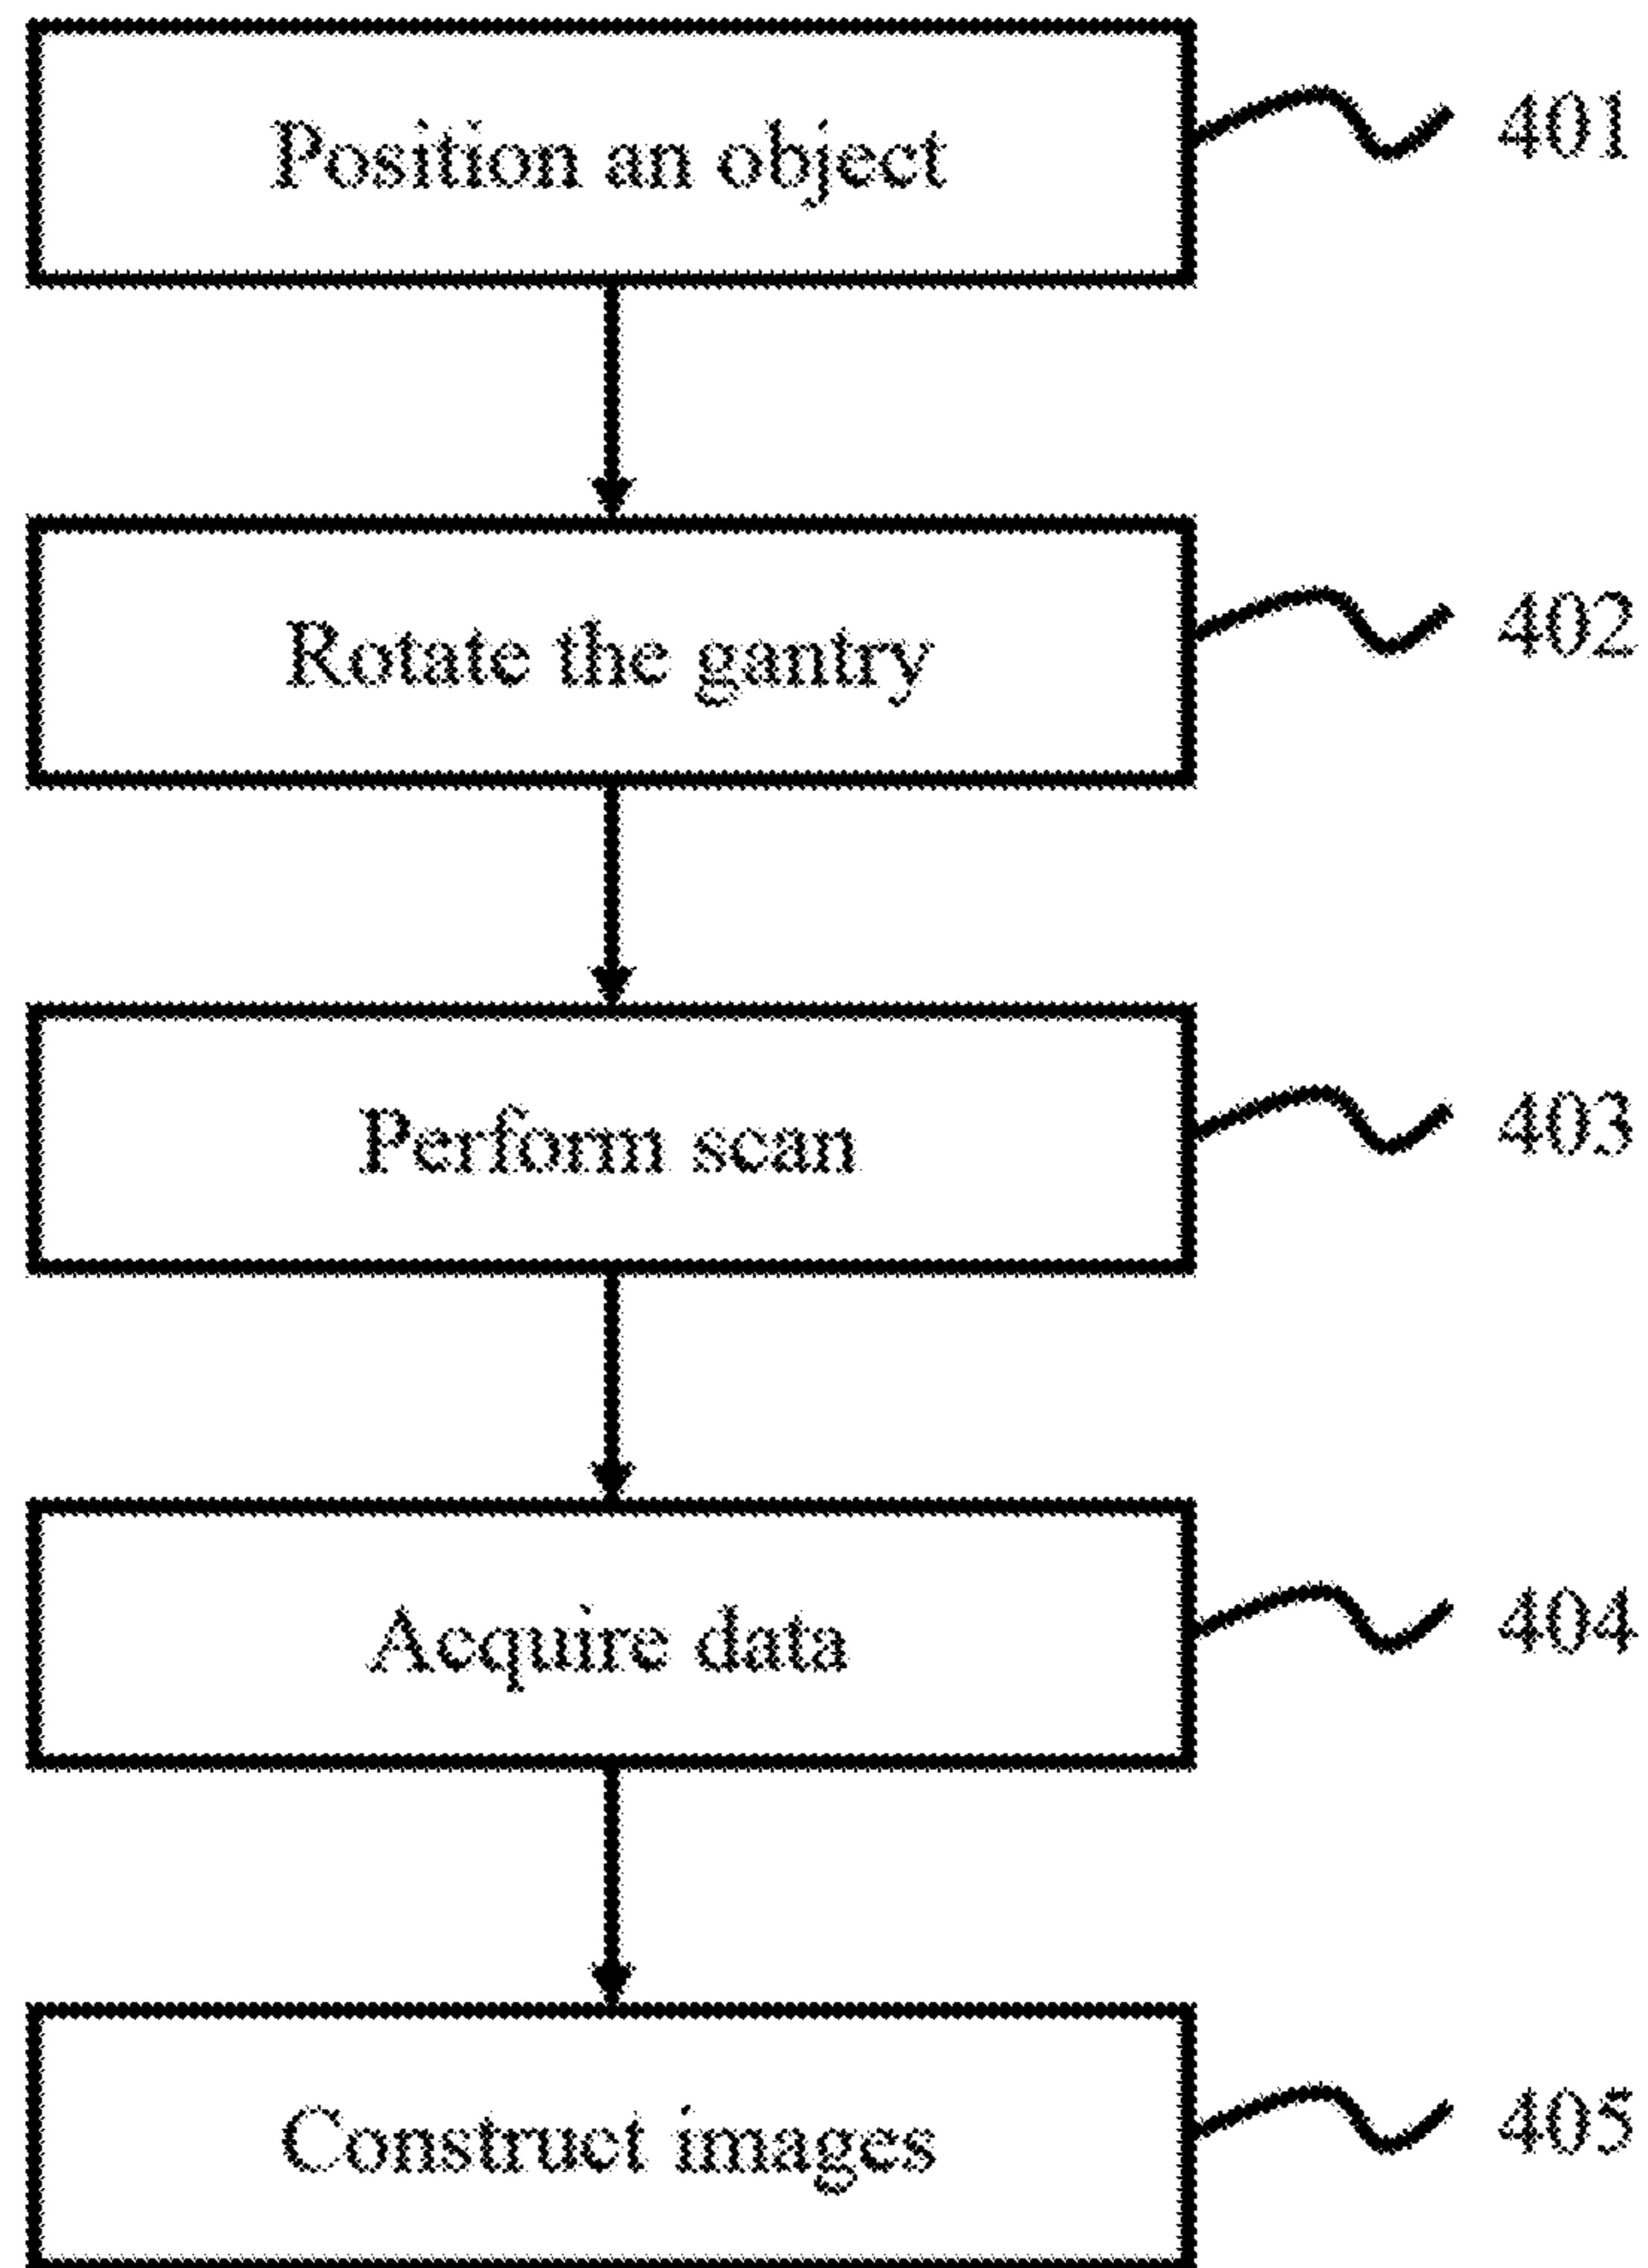 Position an object 401
Rotate the gantry 402
Perform scan 403
Acquire data 404
Construct images 405